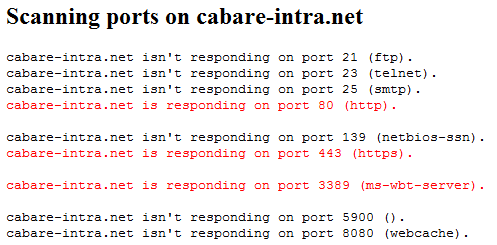 Scanning ports on cabare-intra.net
cabare-intra.net isn't responding on port 21 (ftp).
cabare-intra.net isn't responding on port 23 (telnet).
cabare-intra.net isn't responding on port 25 (smtp).
cabare-intra.net is responding on port 80 (http).
cabare-intra.net isn't responding on port 139 (netbios-ssn).
cabare-intra.net is responding on port 443 (https).
cabare-intra.net is responding on port 3389 (ms-wbt-server).
cabare-intra.net isn't responding on port 5900 ().
cabare-intra.net isn't responding on port 8080 (webcache).